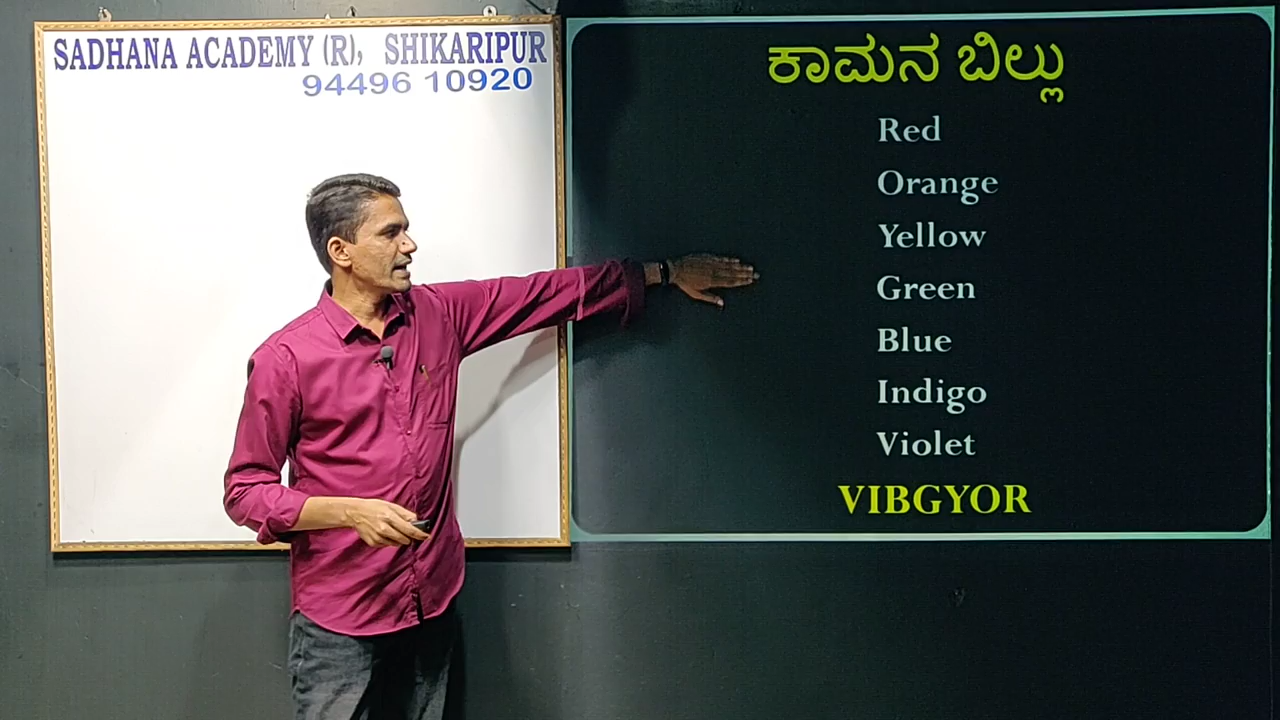 SADHANA ACADEMY (R), SHIKARIPUR
94496 10920
ಕಾಮನ ಬಿಲ್ಲು
Red
Orange
Yellow
Green
Blue
Indigo
Violet
VIBGYOR